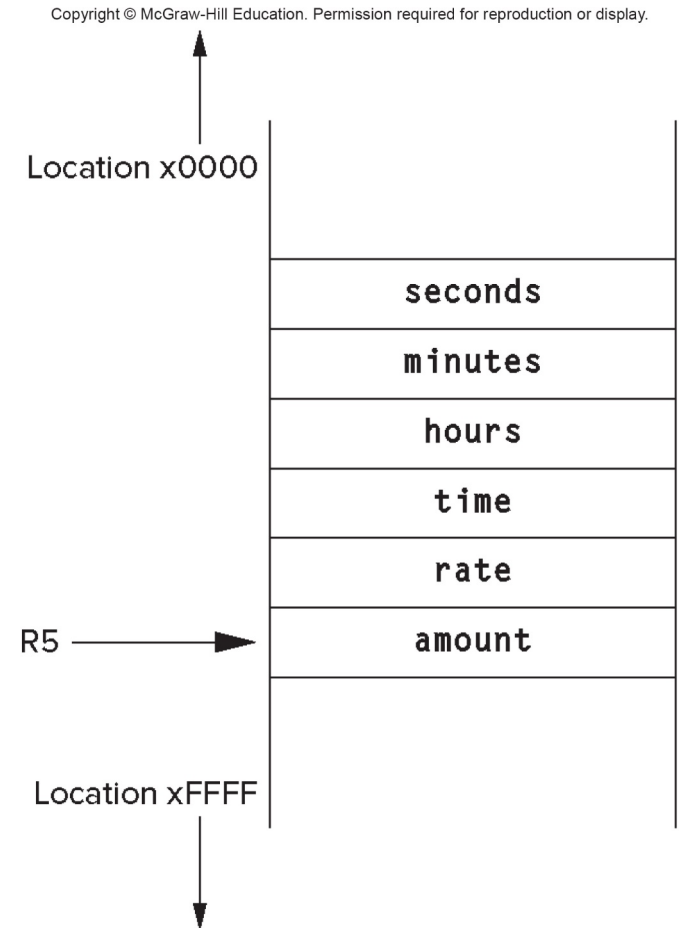 Copyright © McGraw-Hill Education. Permission required for reproduction or display.
Location x0000
seconds
minutes
hours
time
rate
R5
amount
Location xFFFF